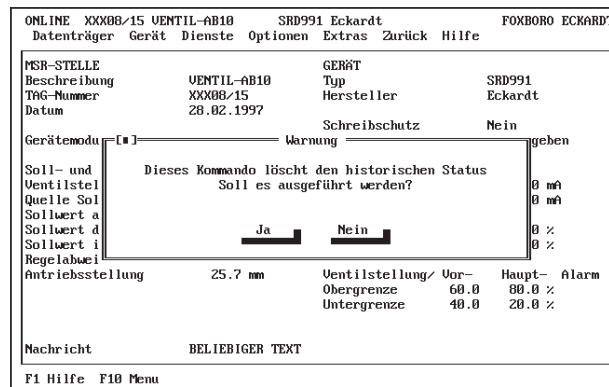 ONLINE XXX08/15 VENTIL-AB10 SRD991 Eckardt FOXBORO ECKARDT
Datenträger Gerät Dienste Optionen Extras Zurück Hilfe
MSR-STELLE GERÄT
Beschreibung VENTIL-AB10 Typ SRD991
TAG-Nummer XXX08/15 Hersteller Eckardt
Datum 28.02.1997
Schreibschutz Nein
Gerätemodu [■] Warnung geben
Soll- und Dieses Kommando löscht den historischen Status
Ventilstel Soll es ausgeführt werden? 0 mA
Quelle Sol 0 mA
Sollwert a
Sollwert d Ja Nein 0 %
Sollwert i 0 %
Regelabwei
Antriebsstellung 25.7 mm Ventilstellung/ Vor- Haupt- Alarm
Obergrenze 60.0 80.0 %
Untergrenze 40.0 20.0 %
Nachricht BELIEBIGER TEXT
F1 Hilfe F10 Menu